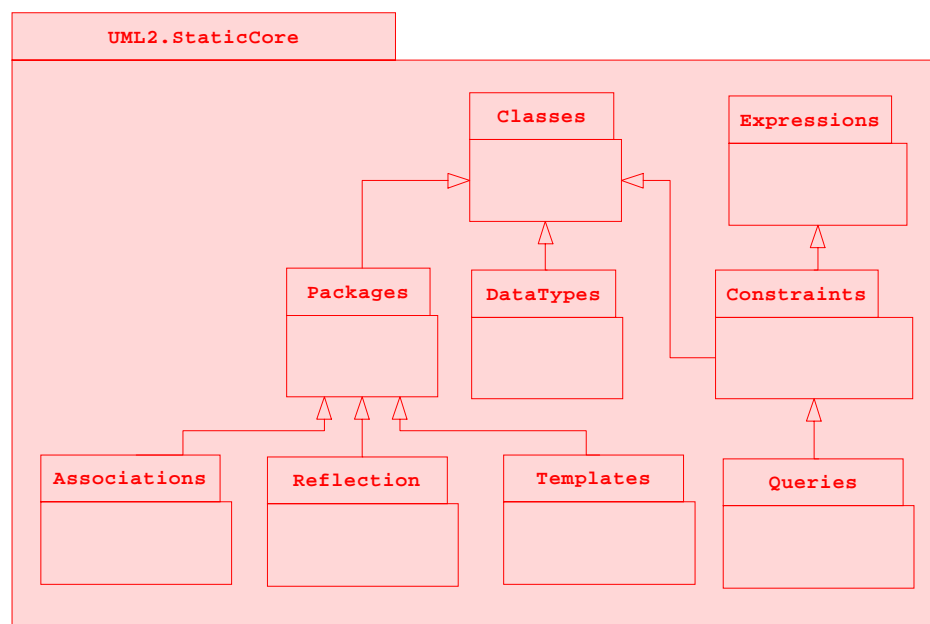 UML2.StaticCore
Classes
Expressions
Packages
DataTypes
Constraints
Associations
Reflection
Templates
Queries